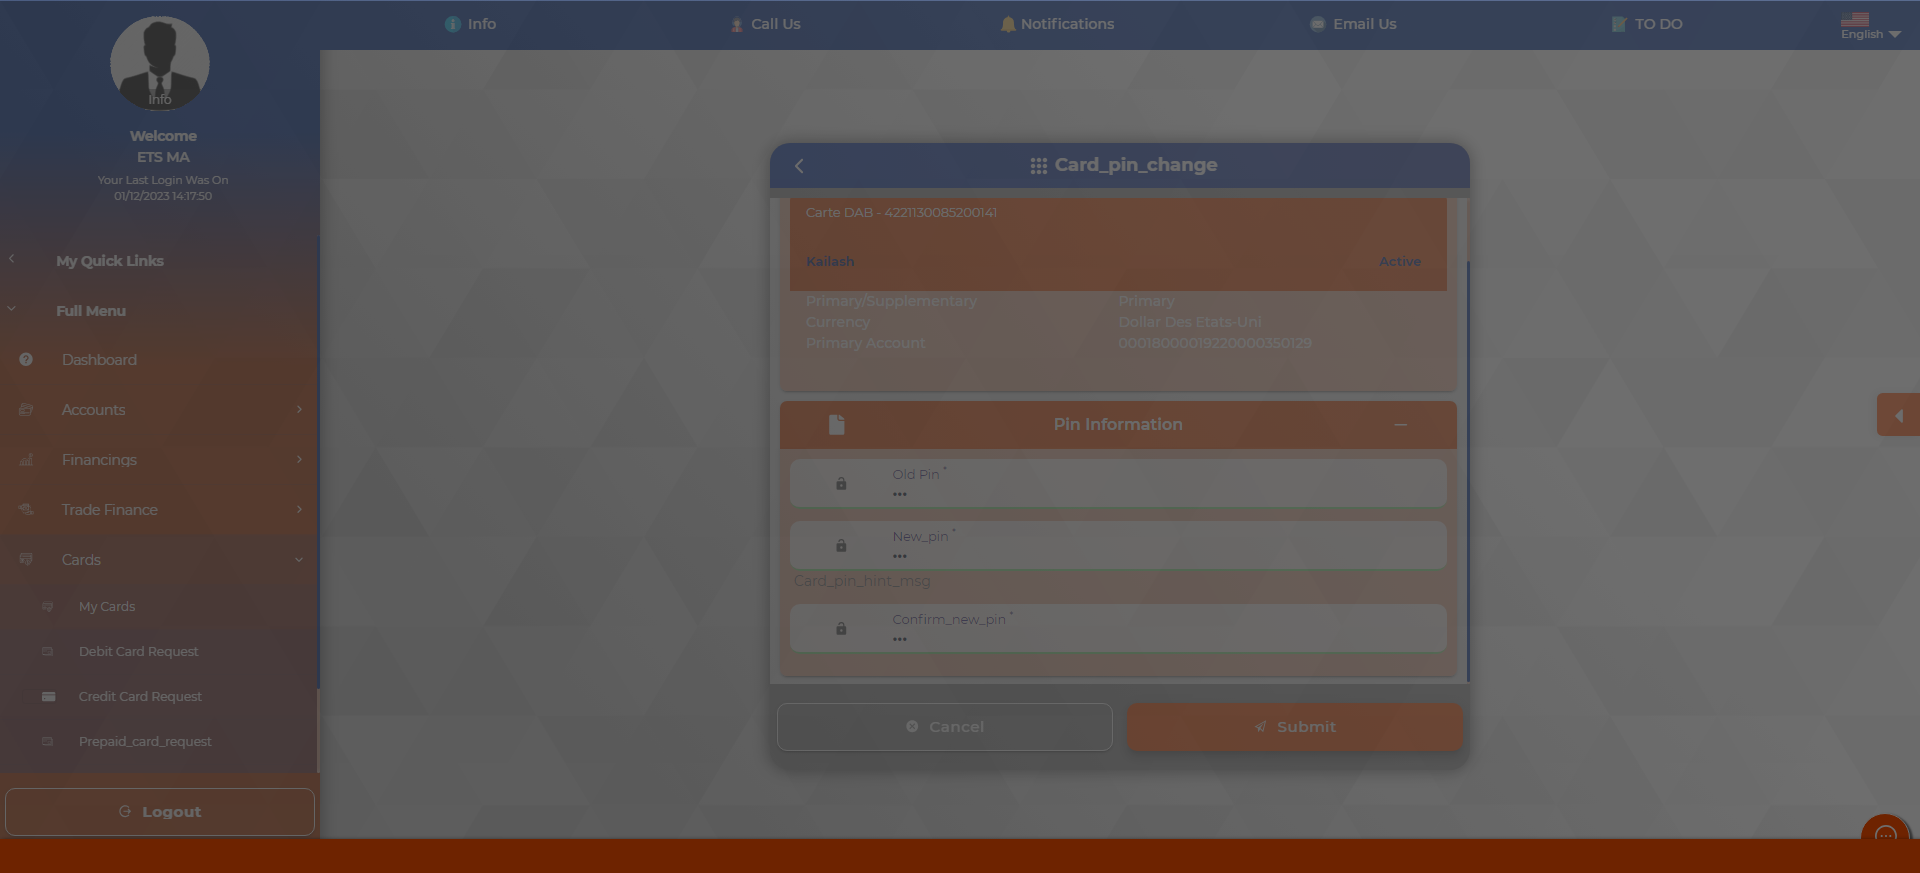 Info
Call Us
Notifications
Email Us
TO DO
English
Info
Welcome
ETS MA
Your Last Login Was On
01/12/2023 14:17:50
My Quick Links
Full Menu
Dashboard
Accounts
Financings
Trade Finance
Cards
My Cards
Debit Card Request
Credit Card Request
Prepaid_card_request
Logout
Card_pin_change
Carte DAB - 4221130085200141
Kailash Active
Primary/Supplementary Primary
Currency Dollar Des Etats-Uni
Primary Account 00018000019220000350129
Pin Information
Old Pin *
•••
New_pin *
•••
Card_pin_hint_msg
Confirm_new_pin *
•••
Cancel
Submit